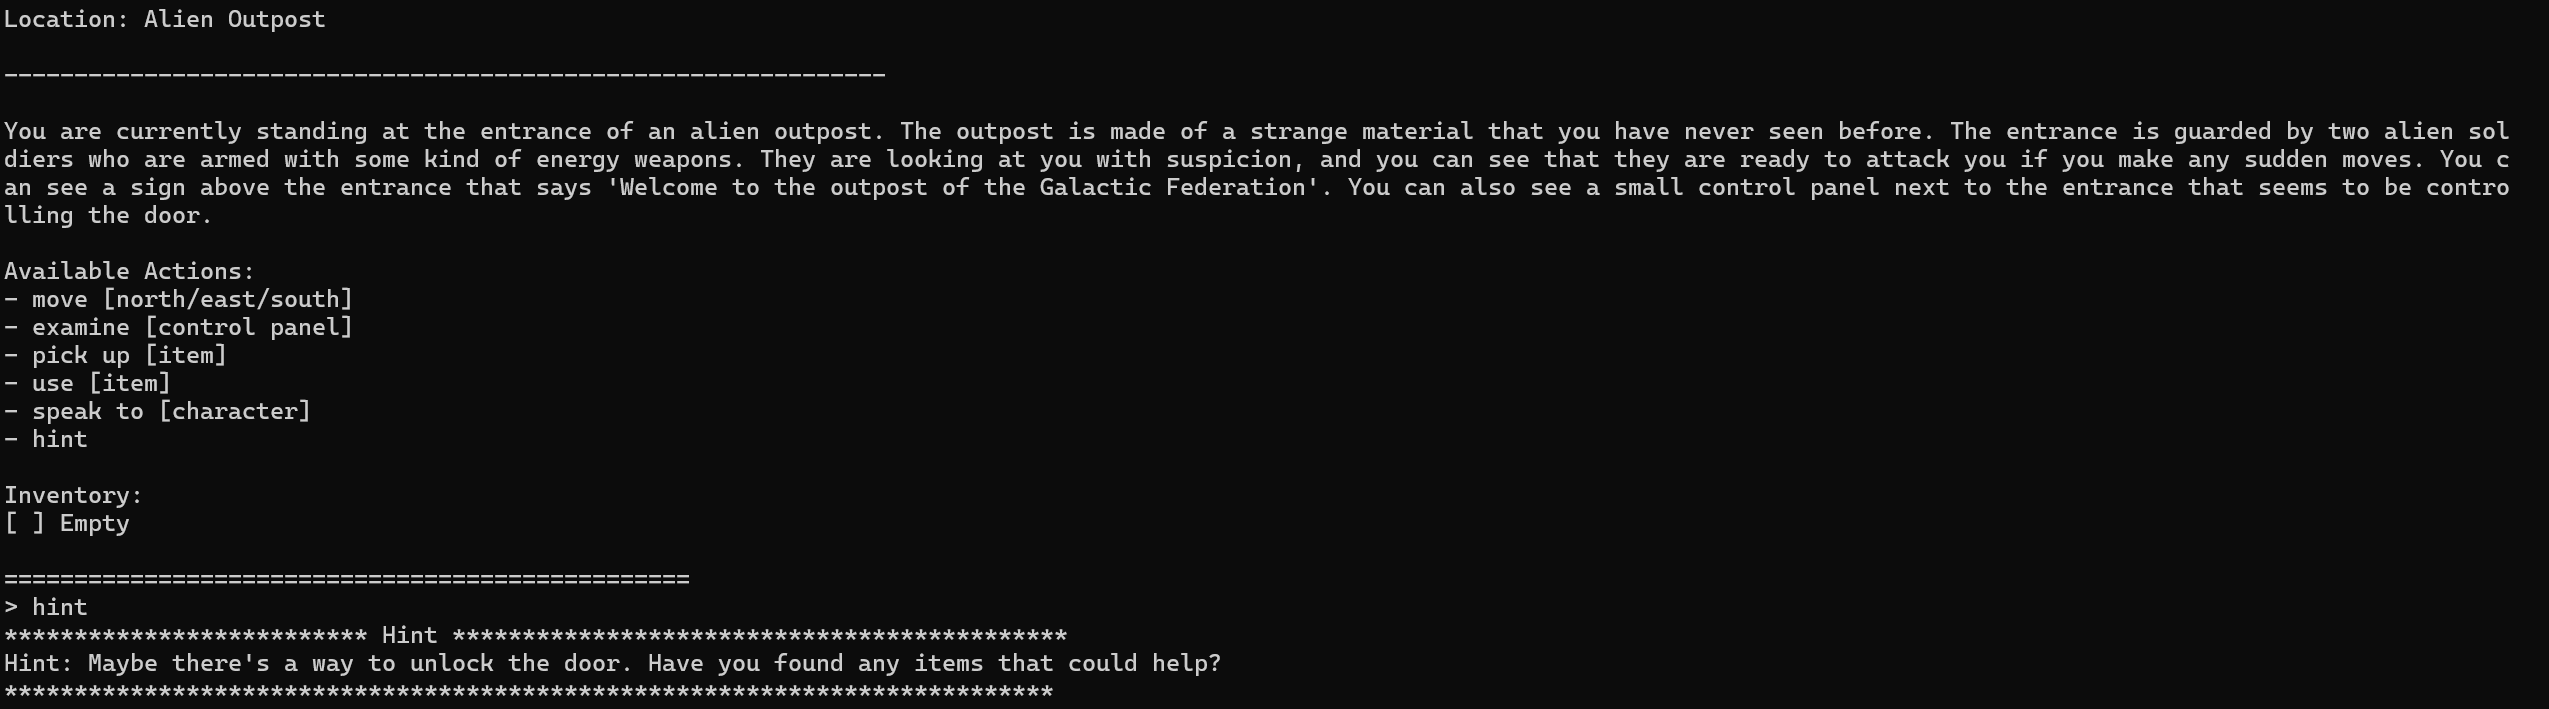 Location: Alien Outpost
---------------------------------------------------------------
You are currently standing at the entrance of an alien outpost. The outpost is made of a strange material that you have never seen before. The entrance is guarded by two alien sol
diers who are armed with some kind of energy weapons. They are looking at you with suspicion, and you can see that they are ready to attack you if you make any sudden moves. You c
an see a sign above the entrance that says 'Welcome to the outpost of the Galactic Federation'. You can also see a small control panel next to the entrance that seems to be contro
lling the door.
Available Actions:
- move [north/east/south]
- examine [control panel]
- pick up [item]
- use [item]
- speak to [character]
- hint
Inventory:
[ ] Empty
=================================================
> hint
************************** Hint ********************************************
Hint: Maybe there's a way to unlock the door. Have you found any items that could help?
***************************************************************************